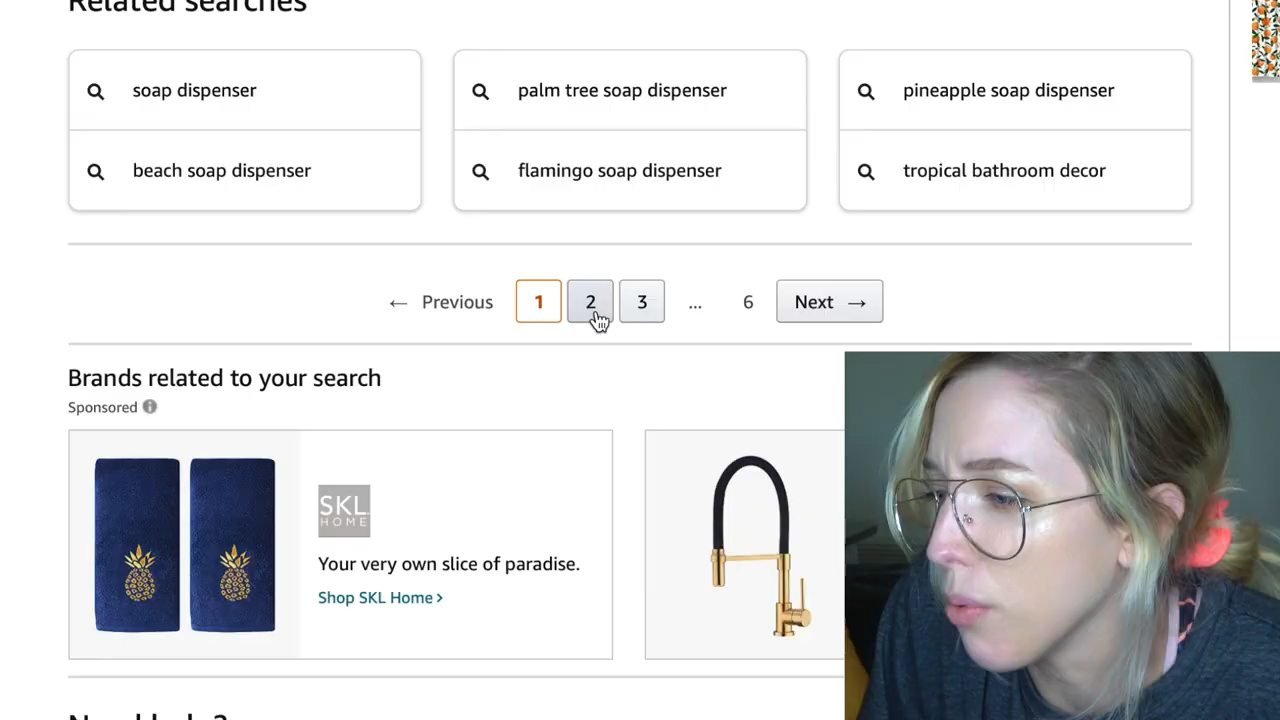 Related searches
soap dispenser
palm tree soap dispenser
pineapple soap dispenser
beach soap dispenser
flamingo soap dispenser
tropical bathroom decor
← Previous 1 2 3 ... 6 Next →
Brands related to your search
Sponsored
SKL
HOME
Your very own slice of paradise.
Shop SKL Home ›